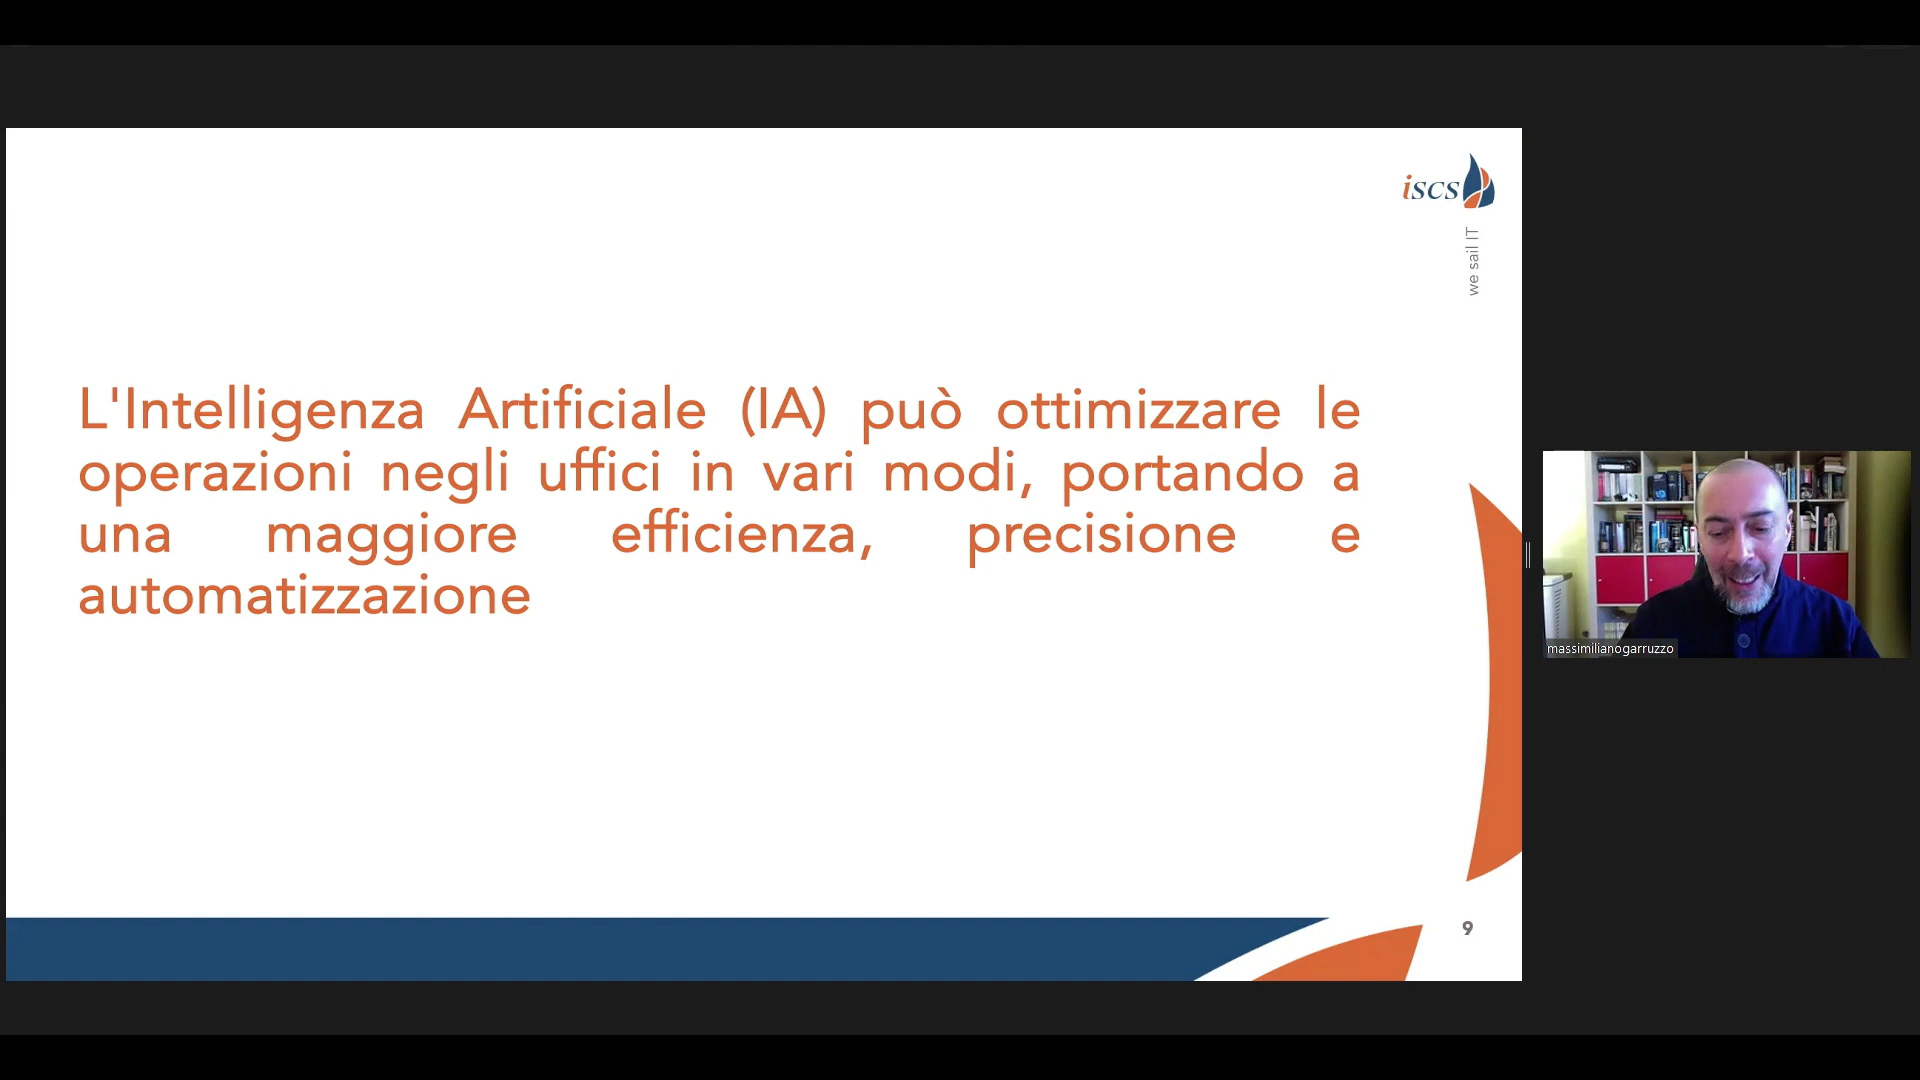 iscs
we sail IT
L'Intelligenza Artificiale (IA) può ottimizzare le
operazioni negli uffici in vari modi, portando a
una maggiore efficienza, precisione e
automatizzazione
massimilianogarruzzo
9